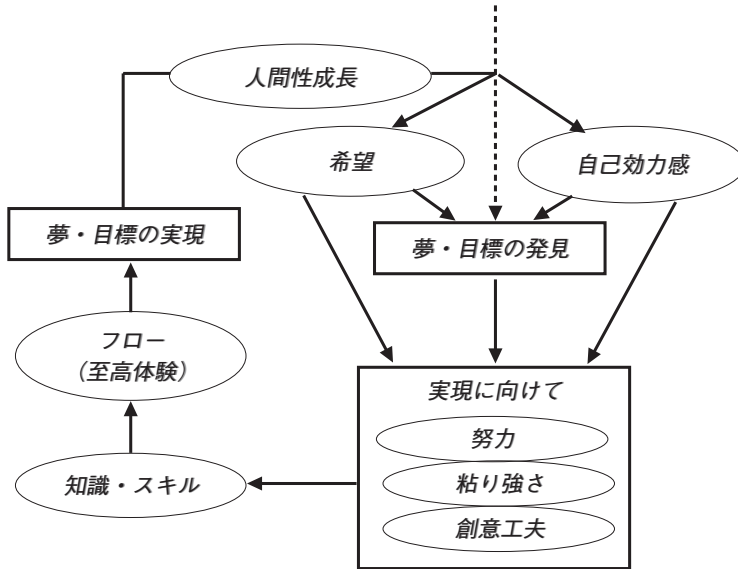 人間性成長
希望
自己効力感
夢・目標の実現
夢・目標の発見
フロー
（至高体験）
実現に向けて
努力
知識・スキル
粘り強さ
創意工夫